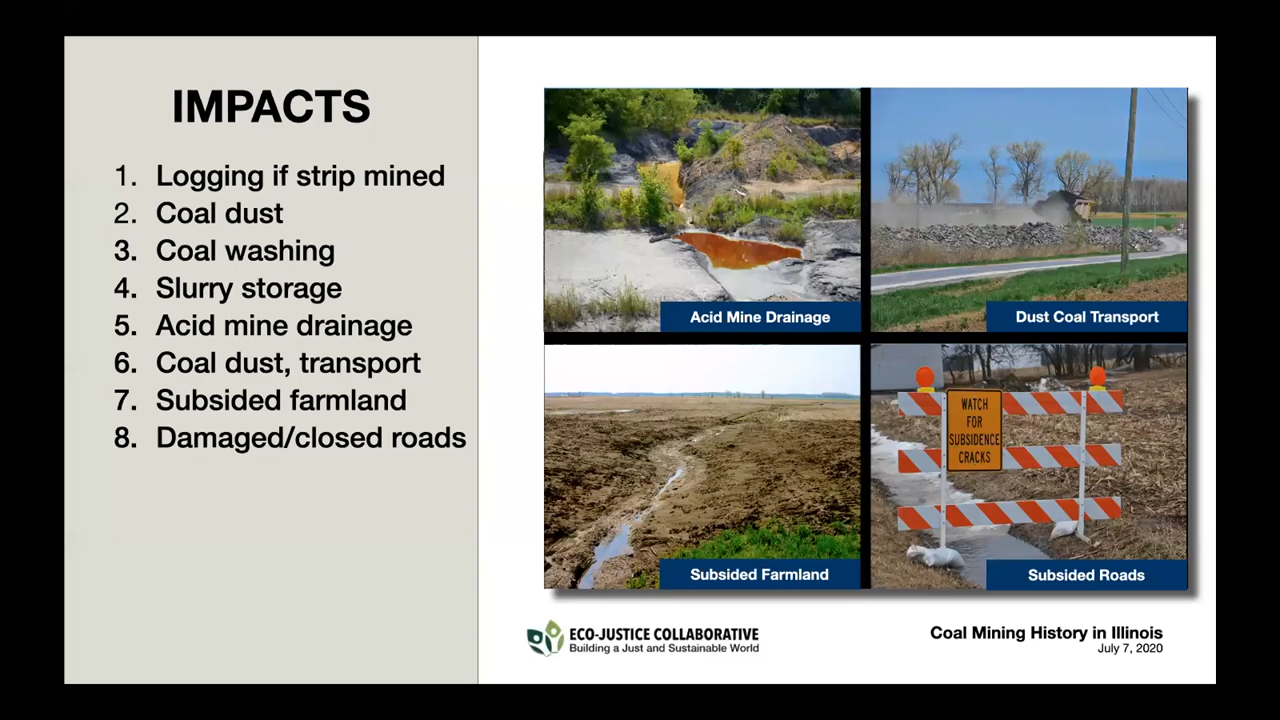 IMPACTS
1. Logging if strip mined
2. Coal dust
3. Coal washing
4. Slurry storage
5. Acid mine drainage
6. Coal dust, transport
7. Subsided farmland
8. Damaged/closed roads
Acid Mine Drainage
Dust Coal Transport
WATCH
FOR
SUBSIDENCE
CRACKS
Subsided Farmland
Subsided Roads
ECO-JUSTICE COLLABORATIVE
Building a Just and Sustainable World
Coal Mining History in Illinois
July 7, 2020